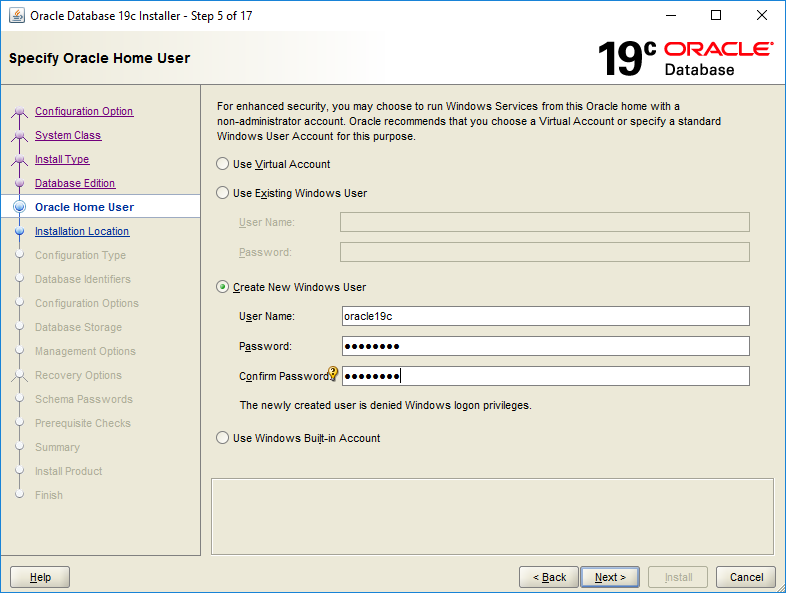 Oracle Database 19c Installer - Step 5 of 17
Specify Oracle Home User
19c ORACLE
Database
Configuration Option
System Class
Install Type
Database Edition
Oracle Home User
Installation Location
Configuration Type
Database Identifiers
Configuration Options
Database Storage
Management Options
Recovery Options
Schema Passwords
Prerequisite Checks
Summary
Install Product
Finish
For enhanced security, you may choose to run Windows Services from this Oracle home with a
non-administrator account. Oracle recommends that you choose a Virtual Account or specify a standard
Windows User Account for this purpose.
Use Virtual Account
Use Existing Windows User
User Name:
Password:
Create New Windows User
User Name: oracle19c
Password: ●●●●●●●●
Confirm Password: ●●●●●●●●
The newly created user is denied Windows logon privileges.
Use Windows Built-in Account
Help
< Back
Next >
Install
Cancel